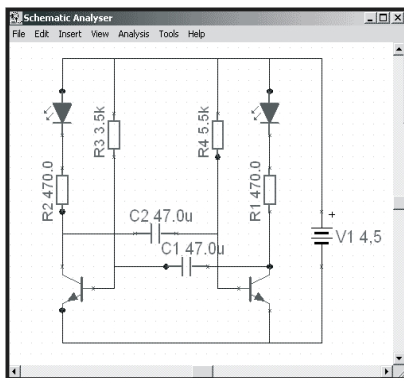 Schematic Analyser
File Edit Insert View Analysis Tools Help
R3 3.5k
R4 5.5k
R2 470.0
R1 470.0
C2 47.0u
C1 47.0u
+
V1 4,5